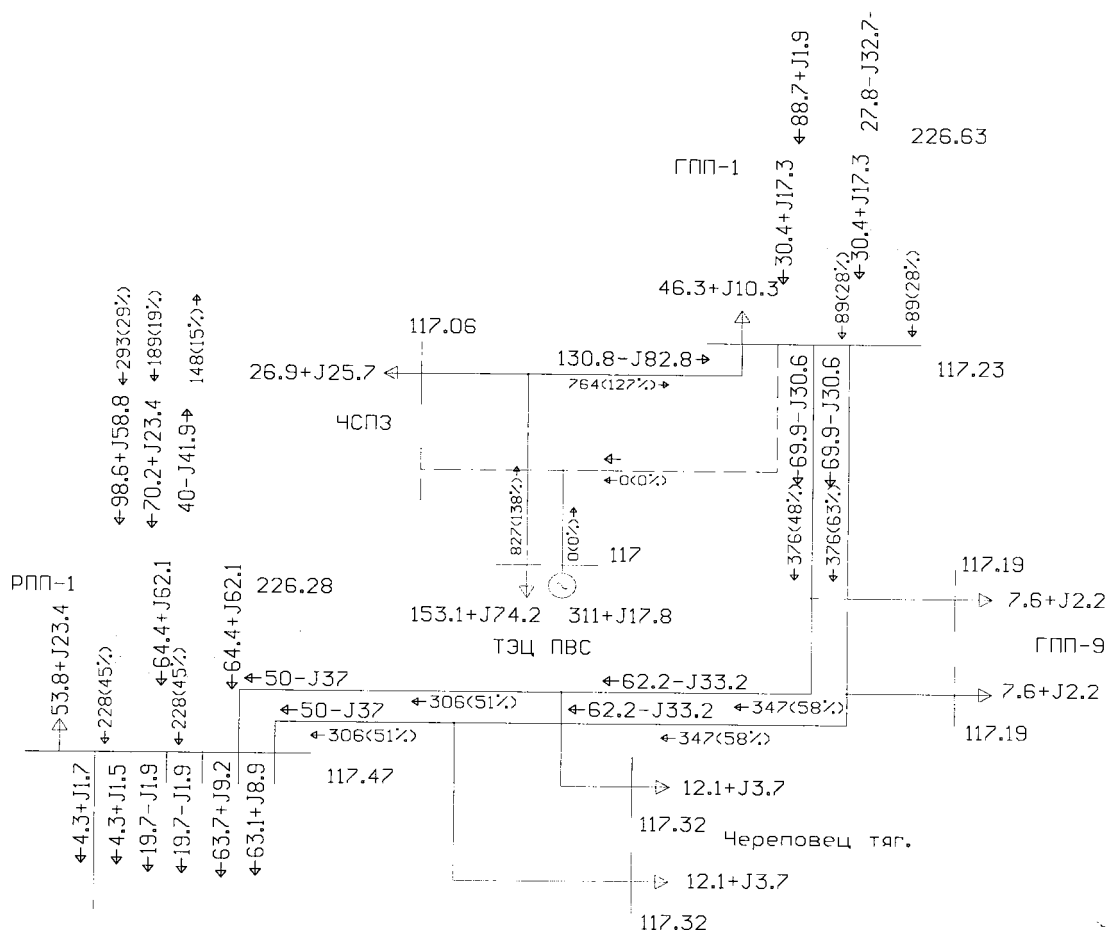 ←88.7+J1.9
27.8-J32.7-
226.63
ГПП-1
←30.4+J17.3
←30.4+J17.3
46.3+J10.3
←89(28%)
←89(28%)
←293(29%)
←189(19%)
148(15%)→
117.06
130.8-J82.8→
764(127%)→
117.23
26.9+J25.7
ЧСПЗ
←98.6+J58.8
←70.2+J23.4
40-J41.9→
←69.9-J30.6
←69.9-J30.6
←0(0%)
←376(48%)
←376(63%)
827(138%)→
0(0%)→
117
РПП-1
226.28
117.19
←64.4+J62.1
←64.4+J62.1
153.1+J74.2
311+J17.8
7.6+J2.2
ТЭЦ ПВС
ГПП-9
53.8+J23.4
←228(45%)
←228(45%)
←50-J37
←62.2-J33.2
←306(51%)
←347(58%)
7.6+J2.2
←50-J37
←62.2-J33.2
←306(51%)
←347(58%)
117.19
117.47
←4.3+J1.7
←4.3+J1.5
←19.7-J1.9
←19.7-J1.9
←63.7+J9.2
←63.1+J8.9
12.1+J3.7
117.32
Череповец тяг.
12.1+J3.7
117.32